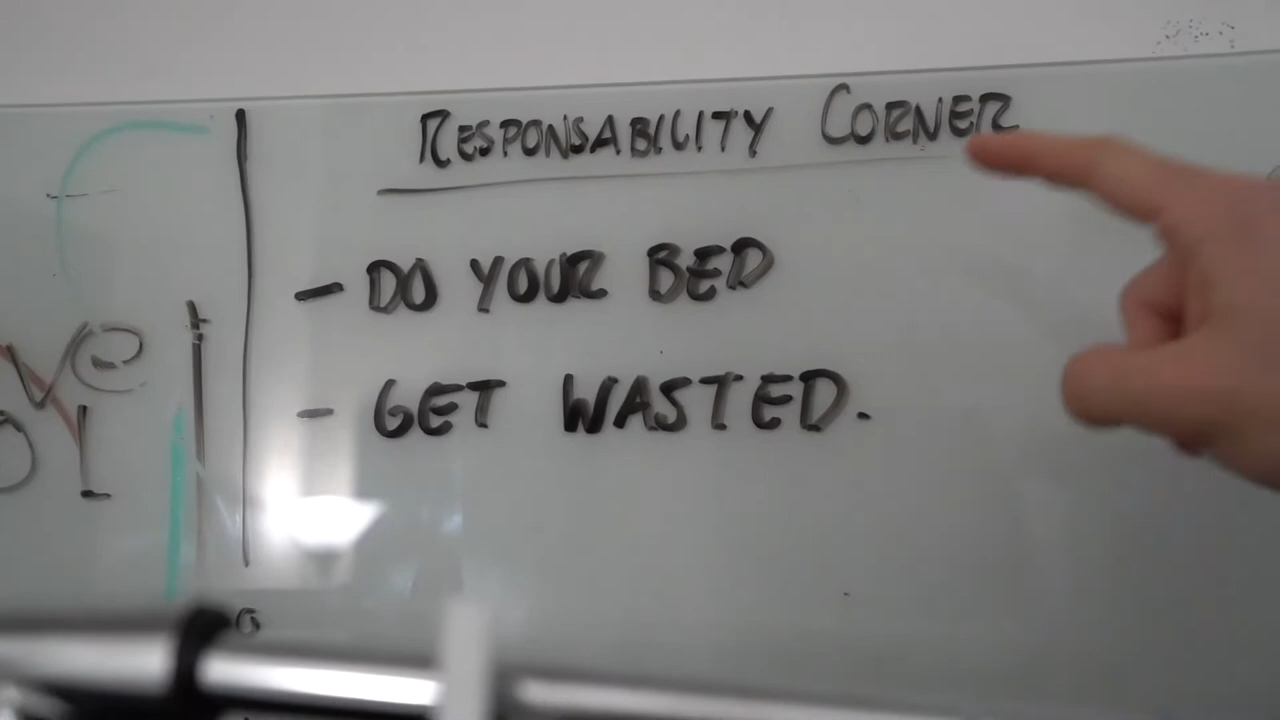 RESPONSABILITY CORNER
- DO YOUR BED
- GET WASTED.